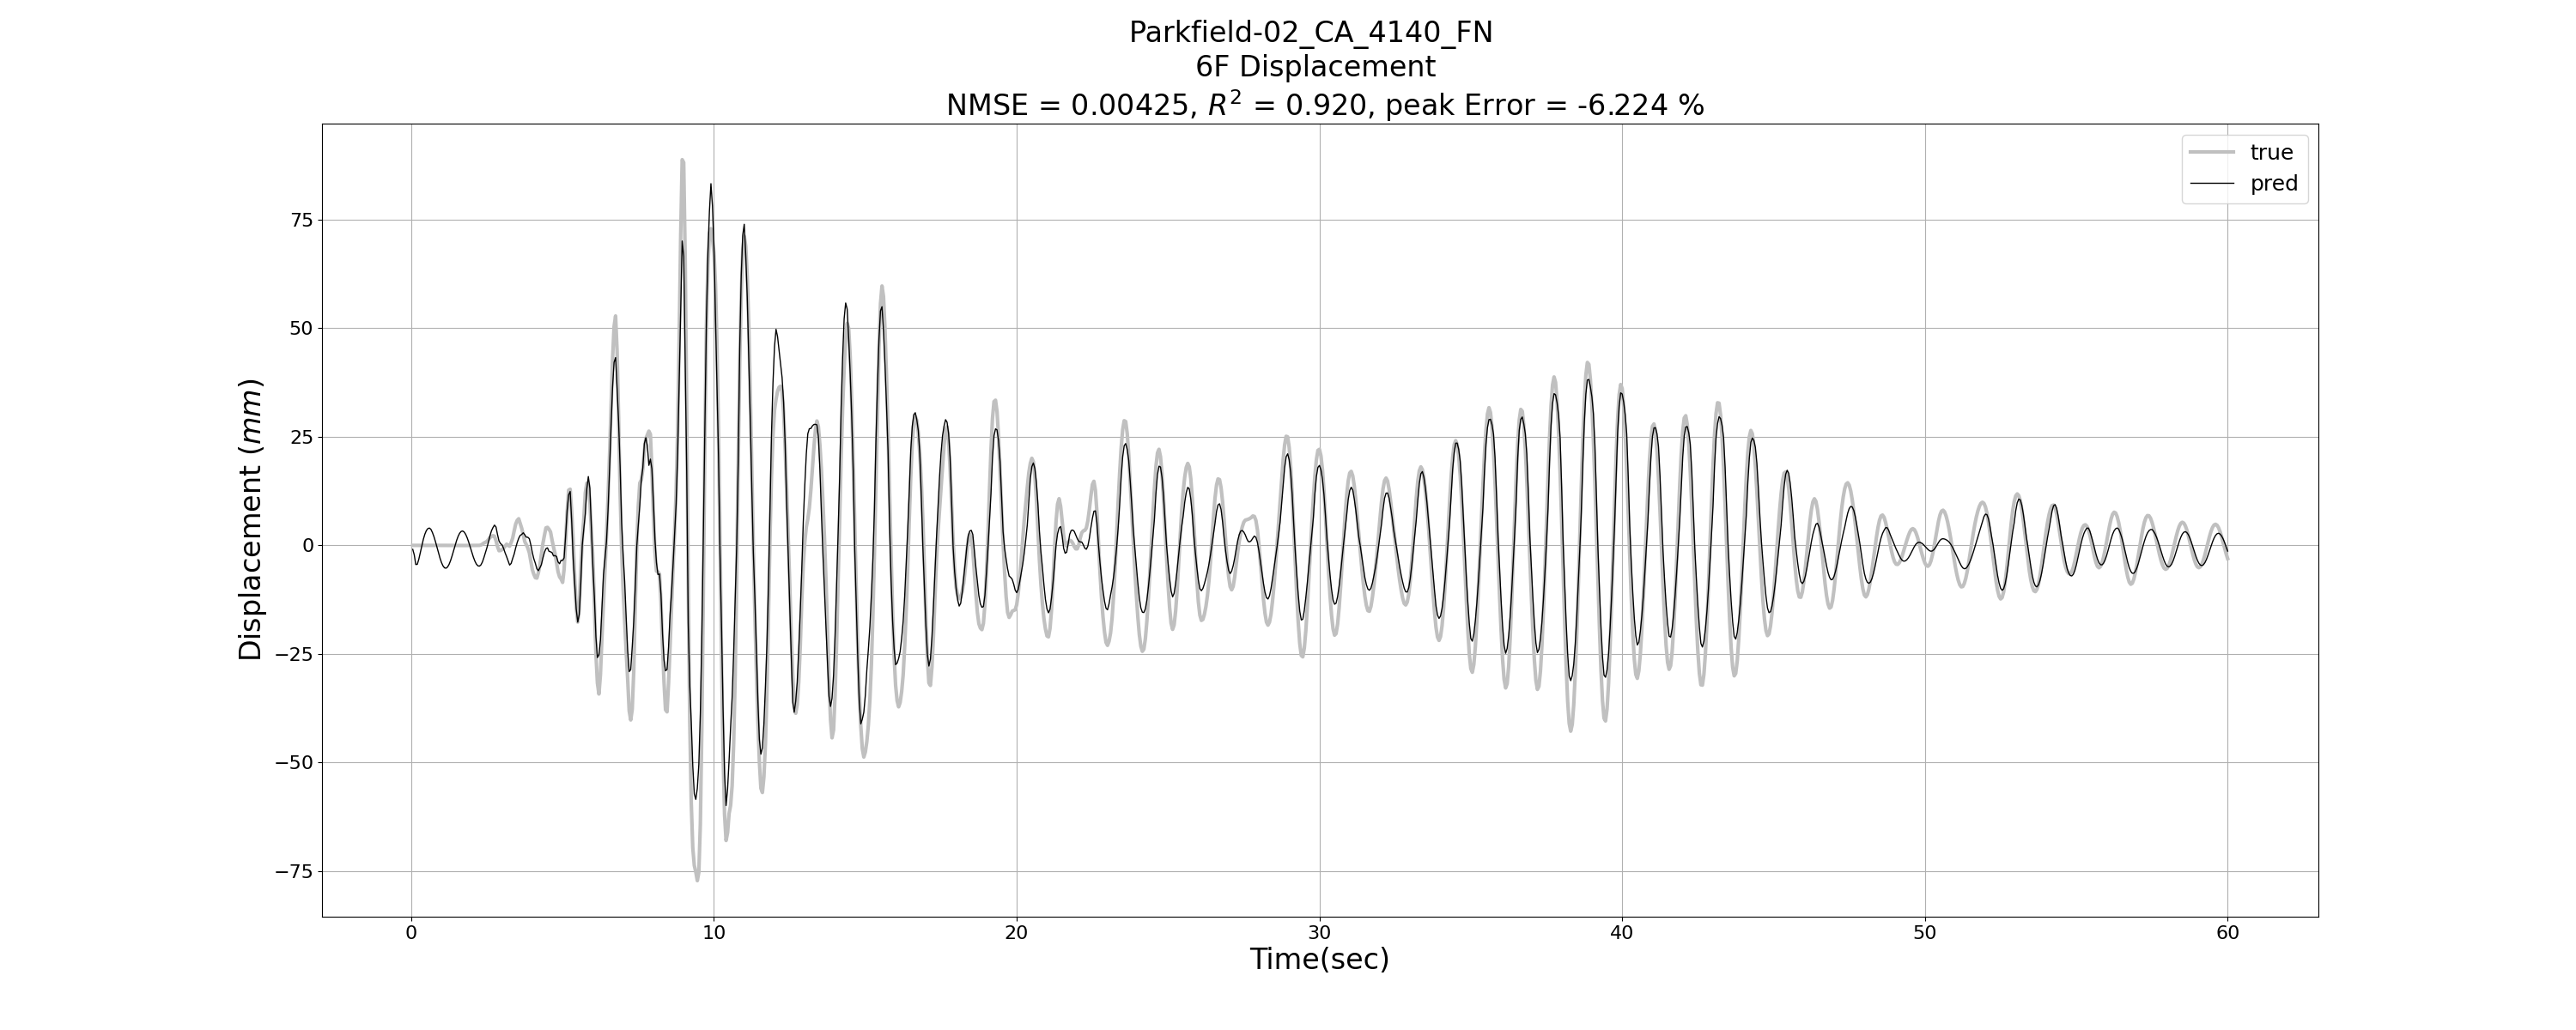 Parkfield-02_CA_4140_FN
6F Displacement
NMSE = 0.00425, R² = 0.920, peak Error = -6.224 %
true
pred
75
50
25
0
−25
−50
−75
Displacement (mm)
0 10 20 30 40 50 60
Time(sec)